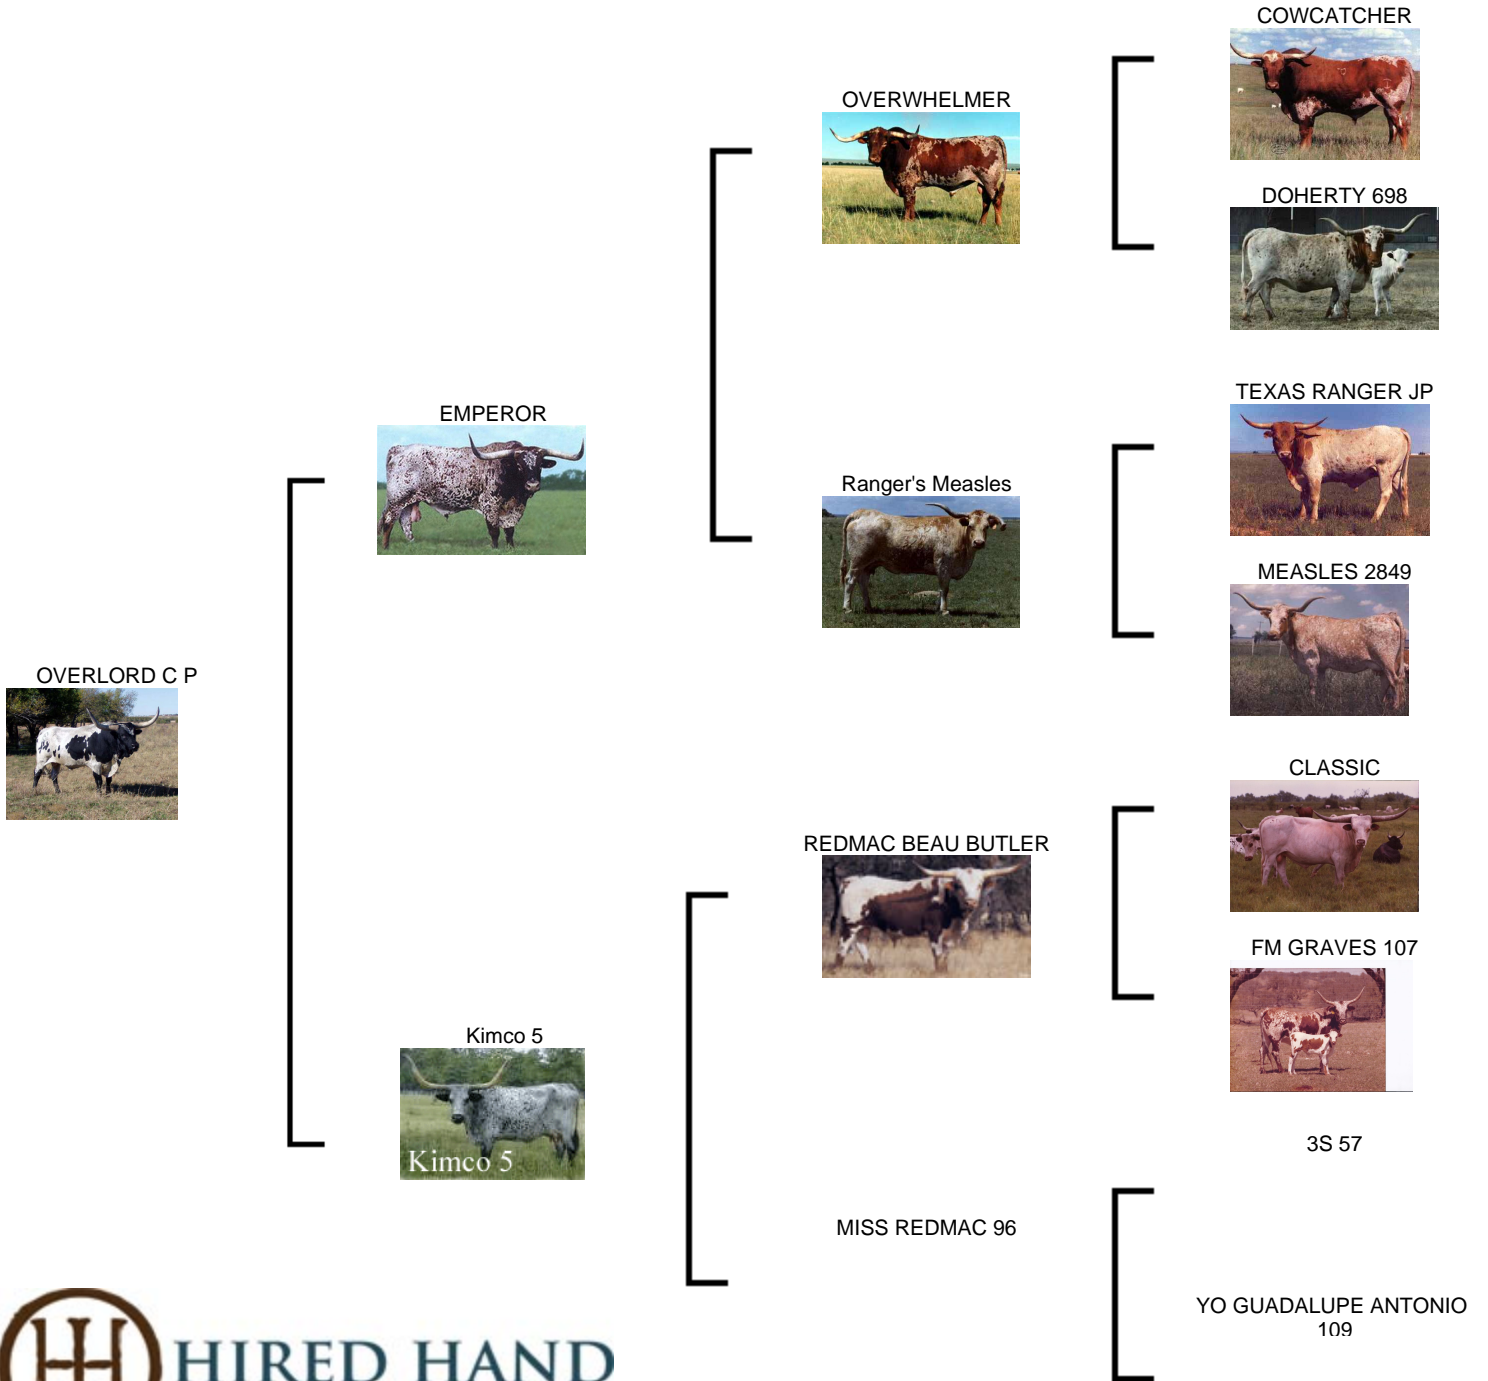 COWCATCHER
OVERWHELMER
DOHERTY 698
TEXAS RANGER JP
EMPEROR
Ranger's Measles
MEASLES 2849
OVERLORD C P
CLASSIC
REDMAC BEAU BUTLER
FM GRAVES 107
Kimco 5
Kimco 5
3S 57
MISS REDMAC 96
YO GUADALUPE ANTONIO
109
HIRED HAND